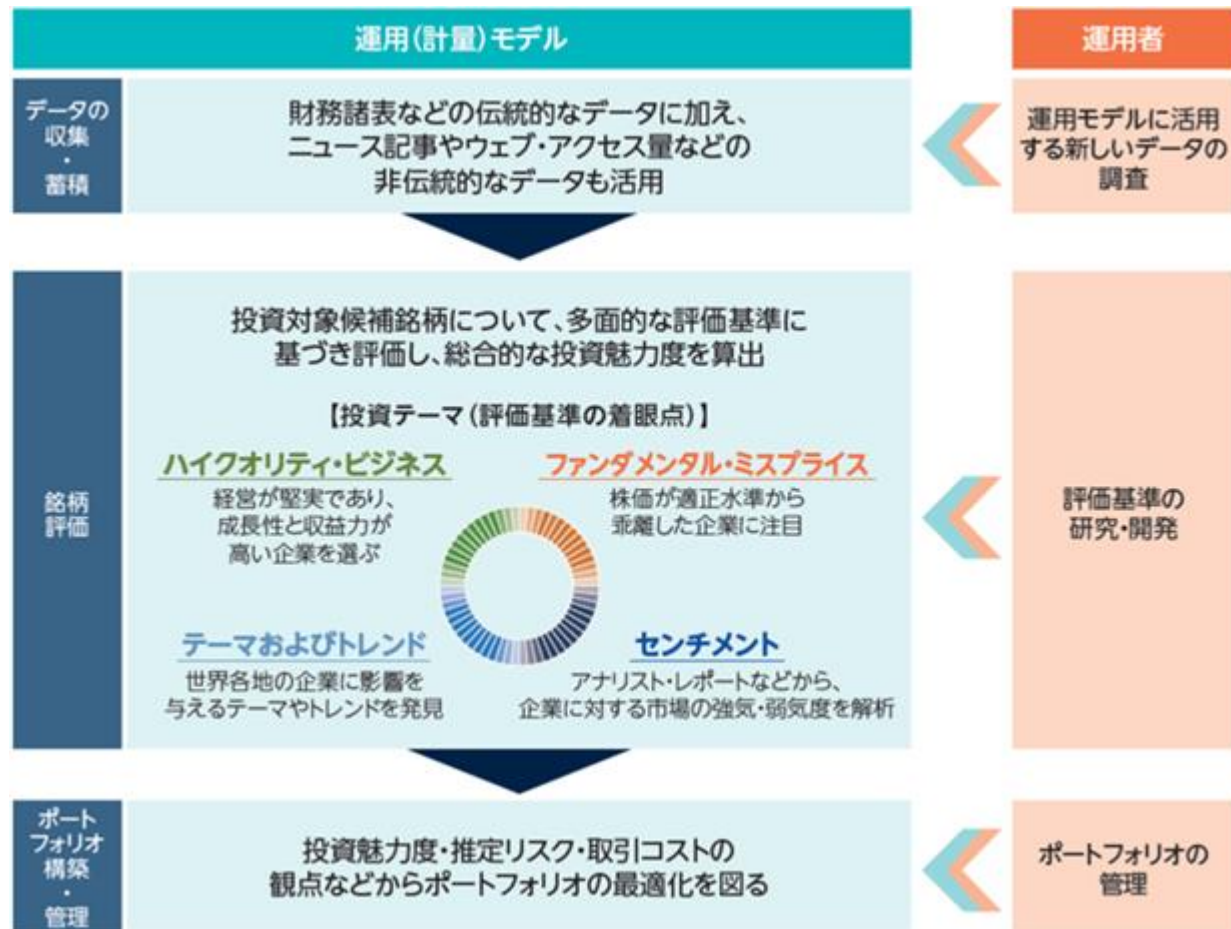 運用(計量)モデル
運用者
データの
収集
・
蓄積
財務諸表などの伝統的なデータに加え、
ニュース記事やウェブ・アクセス量などの
非伝統的なデータも活用
運用モデルに活用
する新しいデータの
調査
銘柄
評価
投資対象候補銘柄について、多面的な評価基準に
基づき評価し、総合的な投資魅力度を算出
【投資テーマ(評価基準の着眼点)】
ハイクオリティ・ビジネス
経営が堅実であり、
成長性と収益力が
高い企業を選ぶ
ファンダメンタル・ミスプライス
株価が適正水準から
乖離した企業に注目
テーマおよびトレンド
世界各地の企業に影響を
与えるテーマやトレンドを発見
センチメント
アナリスト・レポートなどから、
企業に対する市場の強気・弱気度を解析
評価基準の
研究・開発
ポート
フォリオ
構築
・
管理
投資魅力度・推定リスク・取引コストの
観点などからポートフォリオの最適化を図る
ポートフォリオの
管理